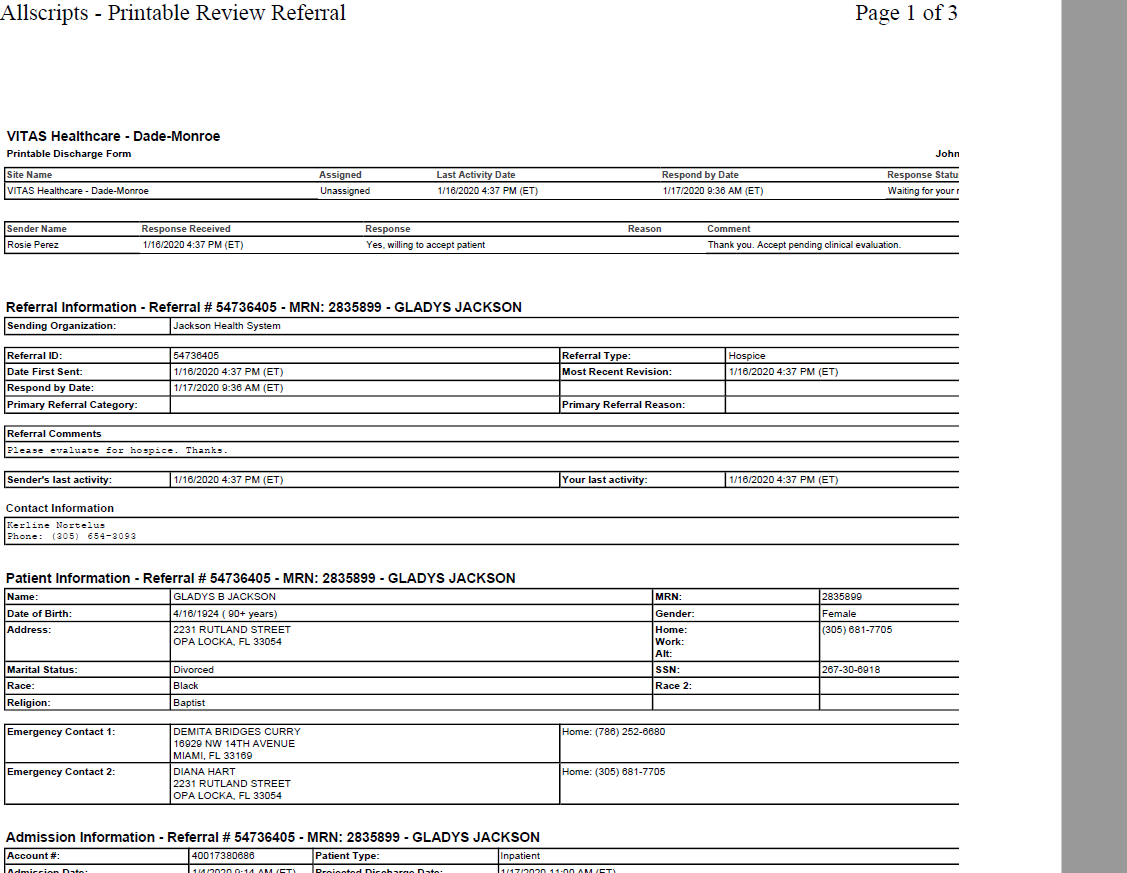 Allscripts - Printable Review Referral Page 1 of 3
VITAS Healthcare - Dade-Monroe
Printable Discharge Form John
Site Name Assigned Last Activity Date Respond by Date Response Statu
VITAS Healthcare - Dade-Monroe Unassigned 1/16/2020 4:37 PM (ET) 1/17/2020 9:36 AM (ET) Waiting for your r
Sender Name Response Received Response Reason Comment
Rosie Perez 1/16/2020 4:37 PM (ET) Yes, willing to accept patient Thank you. Accept pending clinical evaluation.
Referral Information - Referral # 54736405 - MRN: 2835899 - GLADYS JACKSON
Sending Organization: Jackson Health System
Referral ID: 54736405 Referral Type: Hospice
Date First Sent: 1/16/2020 4:37 PM (ET) Most Recent Revision: 1/16/2020 4:37 PM (ET)
Respond by Date: 1/17/2020 9:36 AM (ET)
Primary Referral Category: Primary Referral Reason:
Referral Comments
Please evaluate for hospice. Thanks.
Sender's last activity: 1/16/2020 4:37 PM (ET) Your last activity: 1/16/2020 4:37 PM (ET)
Contact Information
Kerline Nortelus
Phone: (305) 654-3093
Patient Information - Referral # 54736405 - MRN: 2835899 - GLADYS JACKSON
Name: GLADYS B JACKSON MRN: 2835899
Date of Birth: 4/16/1924 ( 90+ years) Gender: Female
Address: 2231 RUTLAND STREET Home: (305) 681-7705
OPA LOCKA, FL 33054 Work:
Alt:
Marital Status: Divorced SSN: 267-30-6918
Race: Black Race 2:
Religion: Baptist
Emergency Contact 1: DEMITA BRIDGES CURRY Home: (786) 252-6680
16929 NW 14TH AVENUE
MIAMI, FL 33169
Emergency Contact 2: DIANA HART Home: (305) 681-7705
2231 RUTLAND STREET
OPA LOCKA, FL 33054
Admission Information - Referral # 54736405 - MRN: 2835899 - GLADYS JACKSON
Account #: 40017380686 Patient Type: Inpatient
Admission Date: 1/4/2020 9:14 AM (ET) Projected Discharge Date: 1/17/2020 11:00 AM (ET)